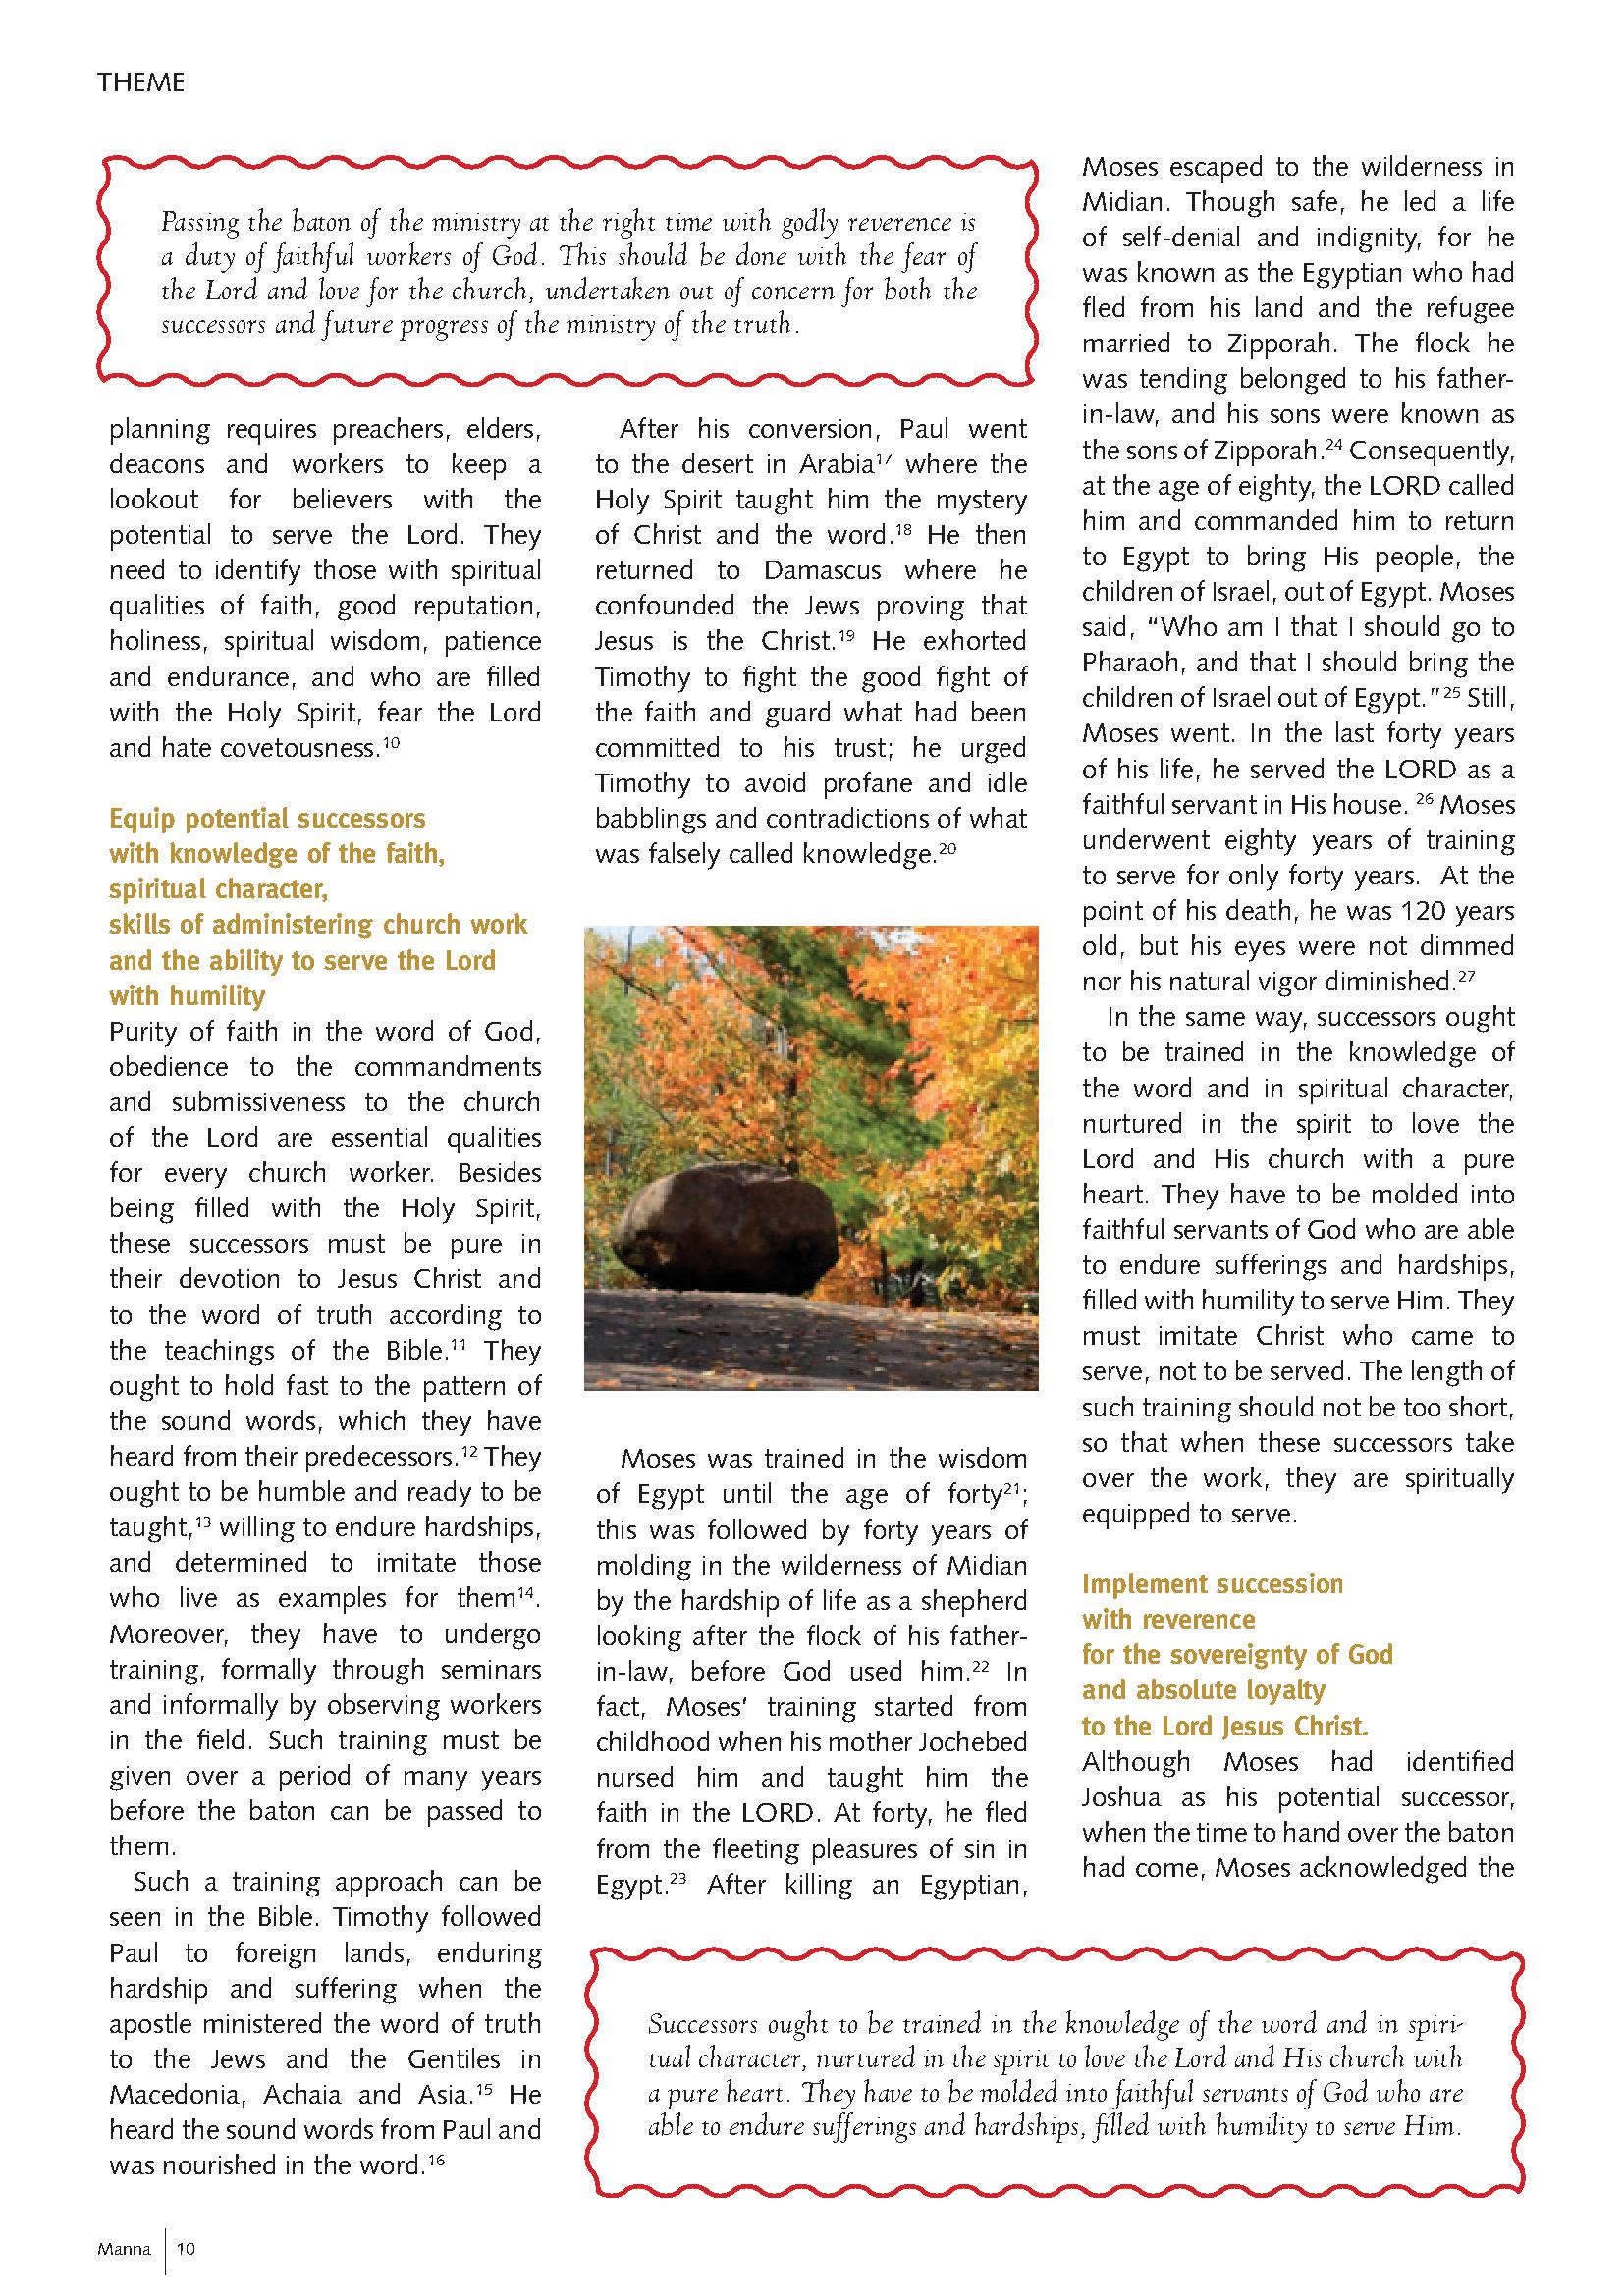 THEME
Passing the baton of the ministry at the right time with godly reverence is
a duty of faithful workers of God. This should be done with the fear of
the Lord and love for the church, undertaken out of concern for both the
successors and future progress of the ministry of the truth.
planning requires preachers, elders,
deacons and workers to keep a
lookout for believers with the
potential to serve the Lord. They
need to identify those with spiritual
qualities of faith, good reputation,
holiness, spiritual wisdom, patience
and endurance, and who are filled
with the Holy Spirit, fear the Lord
and hate covetousness.¹⁰
Equip potential successors
with knowledge of the faith,
spiritual character,
skills of administering church work
and the ability to serve the Lord
with humility
Purity of faith in the word of God,
obedience to the commandments
and submissiveness to the church
of the Lord are essential qualities
for every church worker. Besides
being filled with the Holy Spirit,
these successors must be pure in
their devotion to Jesus Christ and
to the word of truth according to
the teachings of the Bible.¹¹ They
ought to hold fast to the pattern of
the sound words, which they have
heard from their predecessors.¹² They
ought to be humble and ready to be
taught,¹³ willing to endure hardships,
and determined to imitate those
who live as examples for them¹⁴.
Moreover, they have to undergo
training, formally through seminars
and informally by observing workers
in the field. Such training must be
given over a period of many years
before the baton can be passed to
them.
Such a training approach can be
seen in the Bible. Timothy followed
Paul to foreign lands, enduring
hardship and suffering when the
apostle ministered the word of truth
to the Jews and the Gentiles in
Macedonia, Achaia and Asia.¹⁵ He
heard the sound words from Paul and
was nourished in the word.¹⁶
After his conversion, Paul went
to the desert in Arabia¹⁷ where the
Holy Spirit taught him the mystery
of Christ and the word.¹⁸ He then
returned to Damascus where he
confounded the Jews proving that
Jesus is the Christ.¹⁹ He exhorted
Timothy to fight the good fight of
the faith and guard what had been
committed to his trust; he urged
Timothy to avoid profane and idle
babblings and contradictions of what
was falsely called knowledge.²⁰
Moses was trained in the wisdom
of Egypt until the age of forty²¹;
this was followed by forty years of
molding in the wilderness of Midian
by the hardship of life as a shepherd
looking after the flock of his father-
in-law, before God used him.²² In
fact, Moses' training started from
childhood when his mother Jochebed
nursed him and taught him the
faith in the LORD. At forty, he fled
from the fleeting pleasures of sin in
Egypt.²³ After killing an Egyptian,
Moses escaped to the wilderness in
Midian. Though safe, he led a life
of self-denial and indignity, for he
was known as the Egyptian who had
fled from his land and the refugee
married to Zipporah. The flock he
was tending belonged to his father-
in-law, and his sons were known as
the sons of Zipporah.²⁴ Consequently,
at the age of eighty, the LORD called
him and commanded him to return
to Egypt to bring His people, the
children of Israel, out of Egypt. Moses
said, “Who am I that I should go to
Pharaoh, and that I should bring the
children of Israel out of Egypt."²⁵ Still,
Moses went. In the last forty years
of his life, he served the LORD as a
faithful servant in His house. ²⁶ Moses
underwent eighty years of training
to serve for only forty years.  At the
point of his death, he was 120 years
old, but his eyes were not dimmed
nor his natural vigor diminished.²⁷
In the same way, successors ought
to be trained in the knowledge of
the word and in spiritual character,
nurtured in the spirit to love the
Lord and His church with a pure
heart. They have to be molded into
faithful servants of God who are able
to endure sufferings and hardships,
filled with humility to serve Him. They
must imitate Christ who came to
serve, not to be served. The length of
such training should not be too short,
so that when these successors take
over the work, they are spiritually
equipped to serve.
Implement succession
with reverence
for the sovereignty of God
and absolute loyalty
to the Lord Jesus Christ.
Although Moses had identified
Joshua as his potential successor,
when the time to hand over the baton
had come, Moses acknowledged the
Successors ought to be trained in the knowledge of the word and in spiri-
tual character, nurtured in the spirit to love the Lord and His church with
a pure heart. They have to be molded into faithful servants of God who are
able to endure sufferings and hardships, filled with humility to serve Him.
Manna | 10